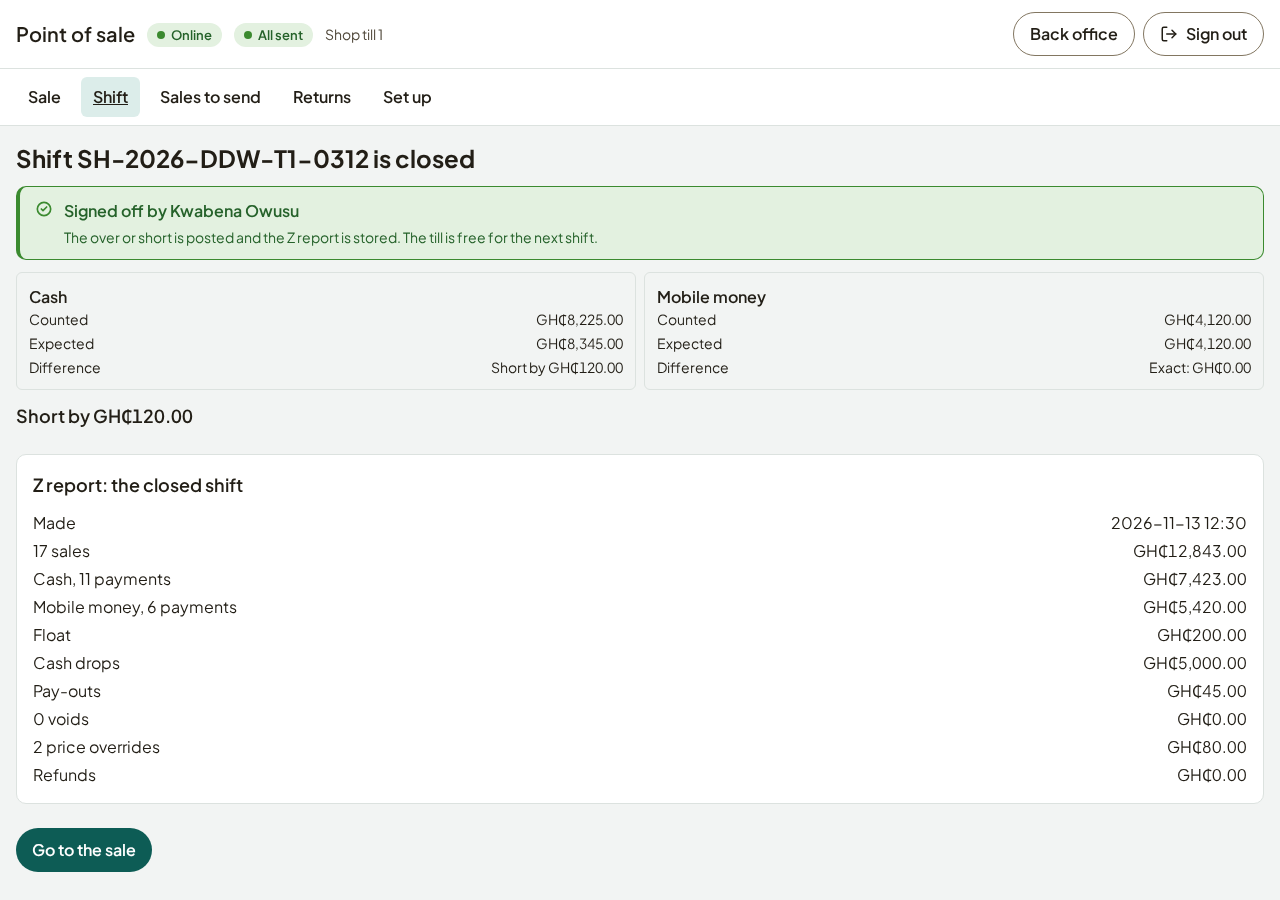 Point of sale
Online
All sent
Shop till 1
Back office
Sign out
Sale
Shift
Sales to send
Returns
Set up
Shift SH-2026-DDW-T1-0312 is closed
Signed off by Kwabena Owusu
The over or short is posted and the Z report is stored. The till is free for the next shift.
Cash
Counted GH₵8,225.00
Expected GH₵8,345.00
Difference Short by GH₵120.00
Mobile money
Counted GH₵4,120.00
Expected GH₵4,120.00
Difference Exact: GH₵0.00
Short by GH₵120.00
Z report: the closed shift
Made 2026-11-13 12:30
17 sales GH₵12,843.00
Cash, 11 payments GH₵7,423.00
Mobile money, 6 payments GH₵5,420.00
Float GH₵200.00
Cash drops GH₵5,000.00
Pay-outs GH₵45.00
0 voids GH₵0.00
2 price overrides GH₵80.00
Refunds GH₵0.00
Go to the sale